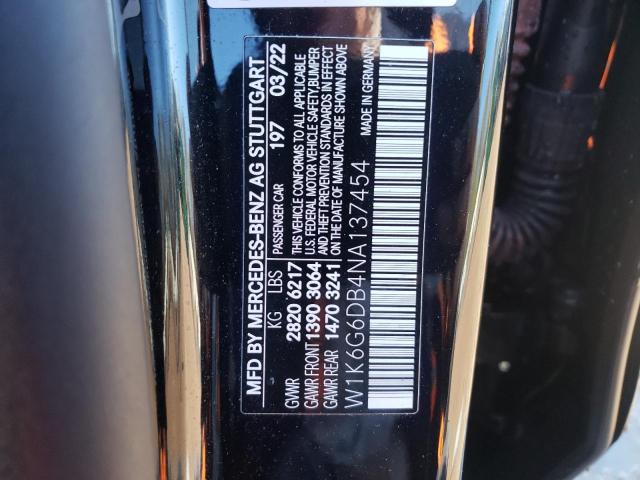 MFD BY MERCEDES-BENZ AG STUTTGART
KG LBS PASSENGER CAR 197 03/22
GVWR 2820 6217 THIS VEHICLE CONFORMS TO ALL APPLICABLE
GAWR FRONT 1390 3064 U.S. FEDERAL MOTOR VEHICLE SAFETY, BUMPER
AND THEFT PREVENTION STANDARDS IN EFFECT
GAWR REAR 1470 3241 ON THE DATE OF MANUFACTURE SHOWN ABOVE
W1K6G6DB4NA137454 MADE IN GERMANY